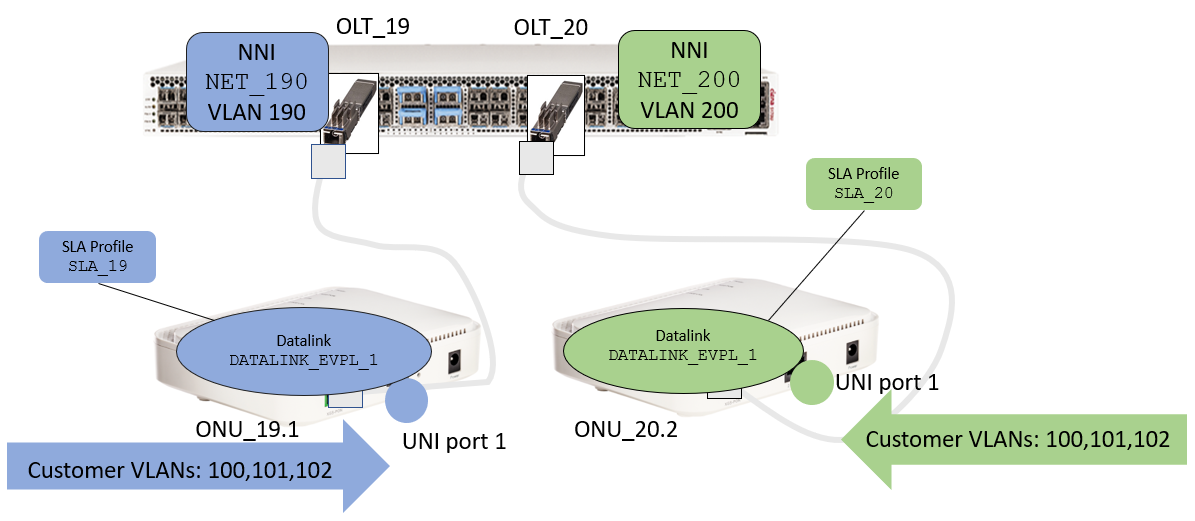 OLT_19
OLT_20
NNI
NET_190
VLAN 190
NNI
NET_200
VLAN 200
SLA Profile
SLA_20
SLA Profile
SLA_19
Datalink
DATALINK_EVPL_1
Datalink
DATALINK_EVPL_1
UNI port 1
ONU_19.1
ONU_20.2
UNI port 1
Customer VLANs: 100,101,102
Customer VLANs: 100,101,102